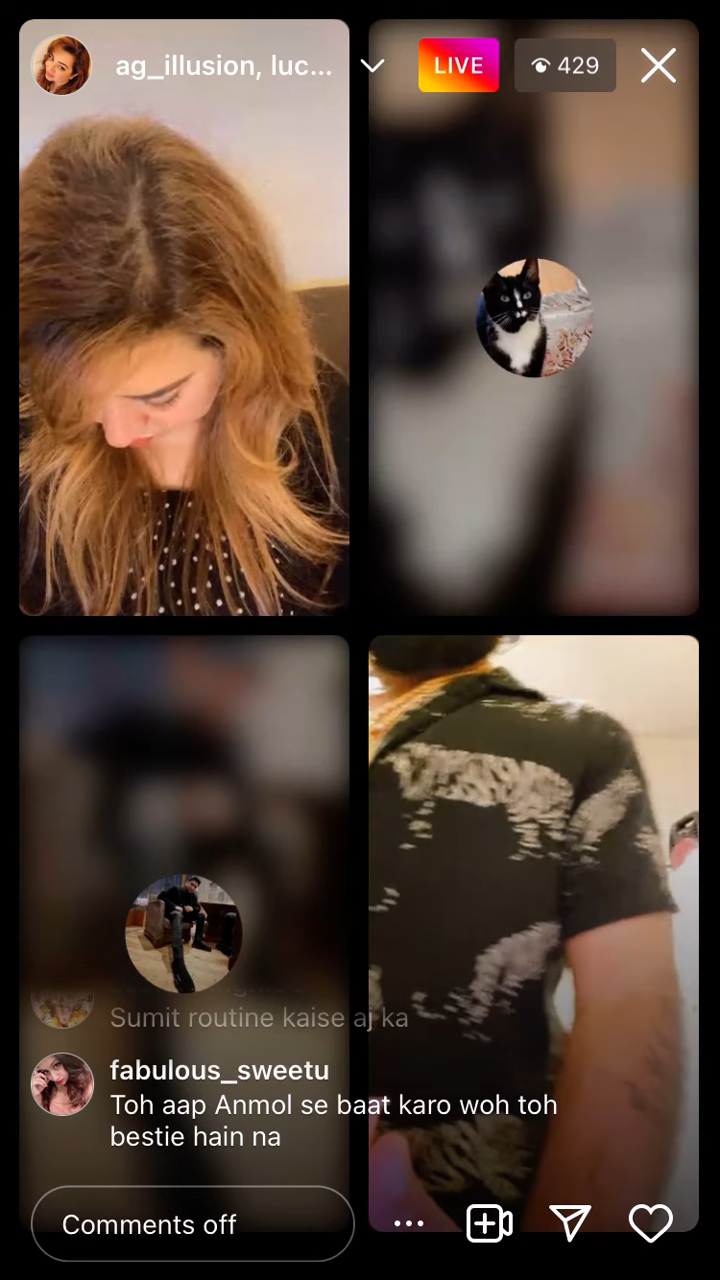 ag_illusion, luc...
LIVE
429
Sumit routine kaise aj ka
fabulous_sweetu
Toh aap Anmol se baat karo woh toh
bestie hain na
Comments off